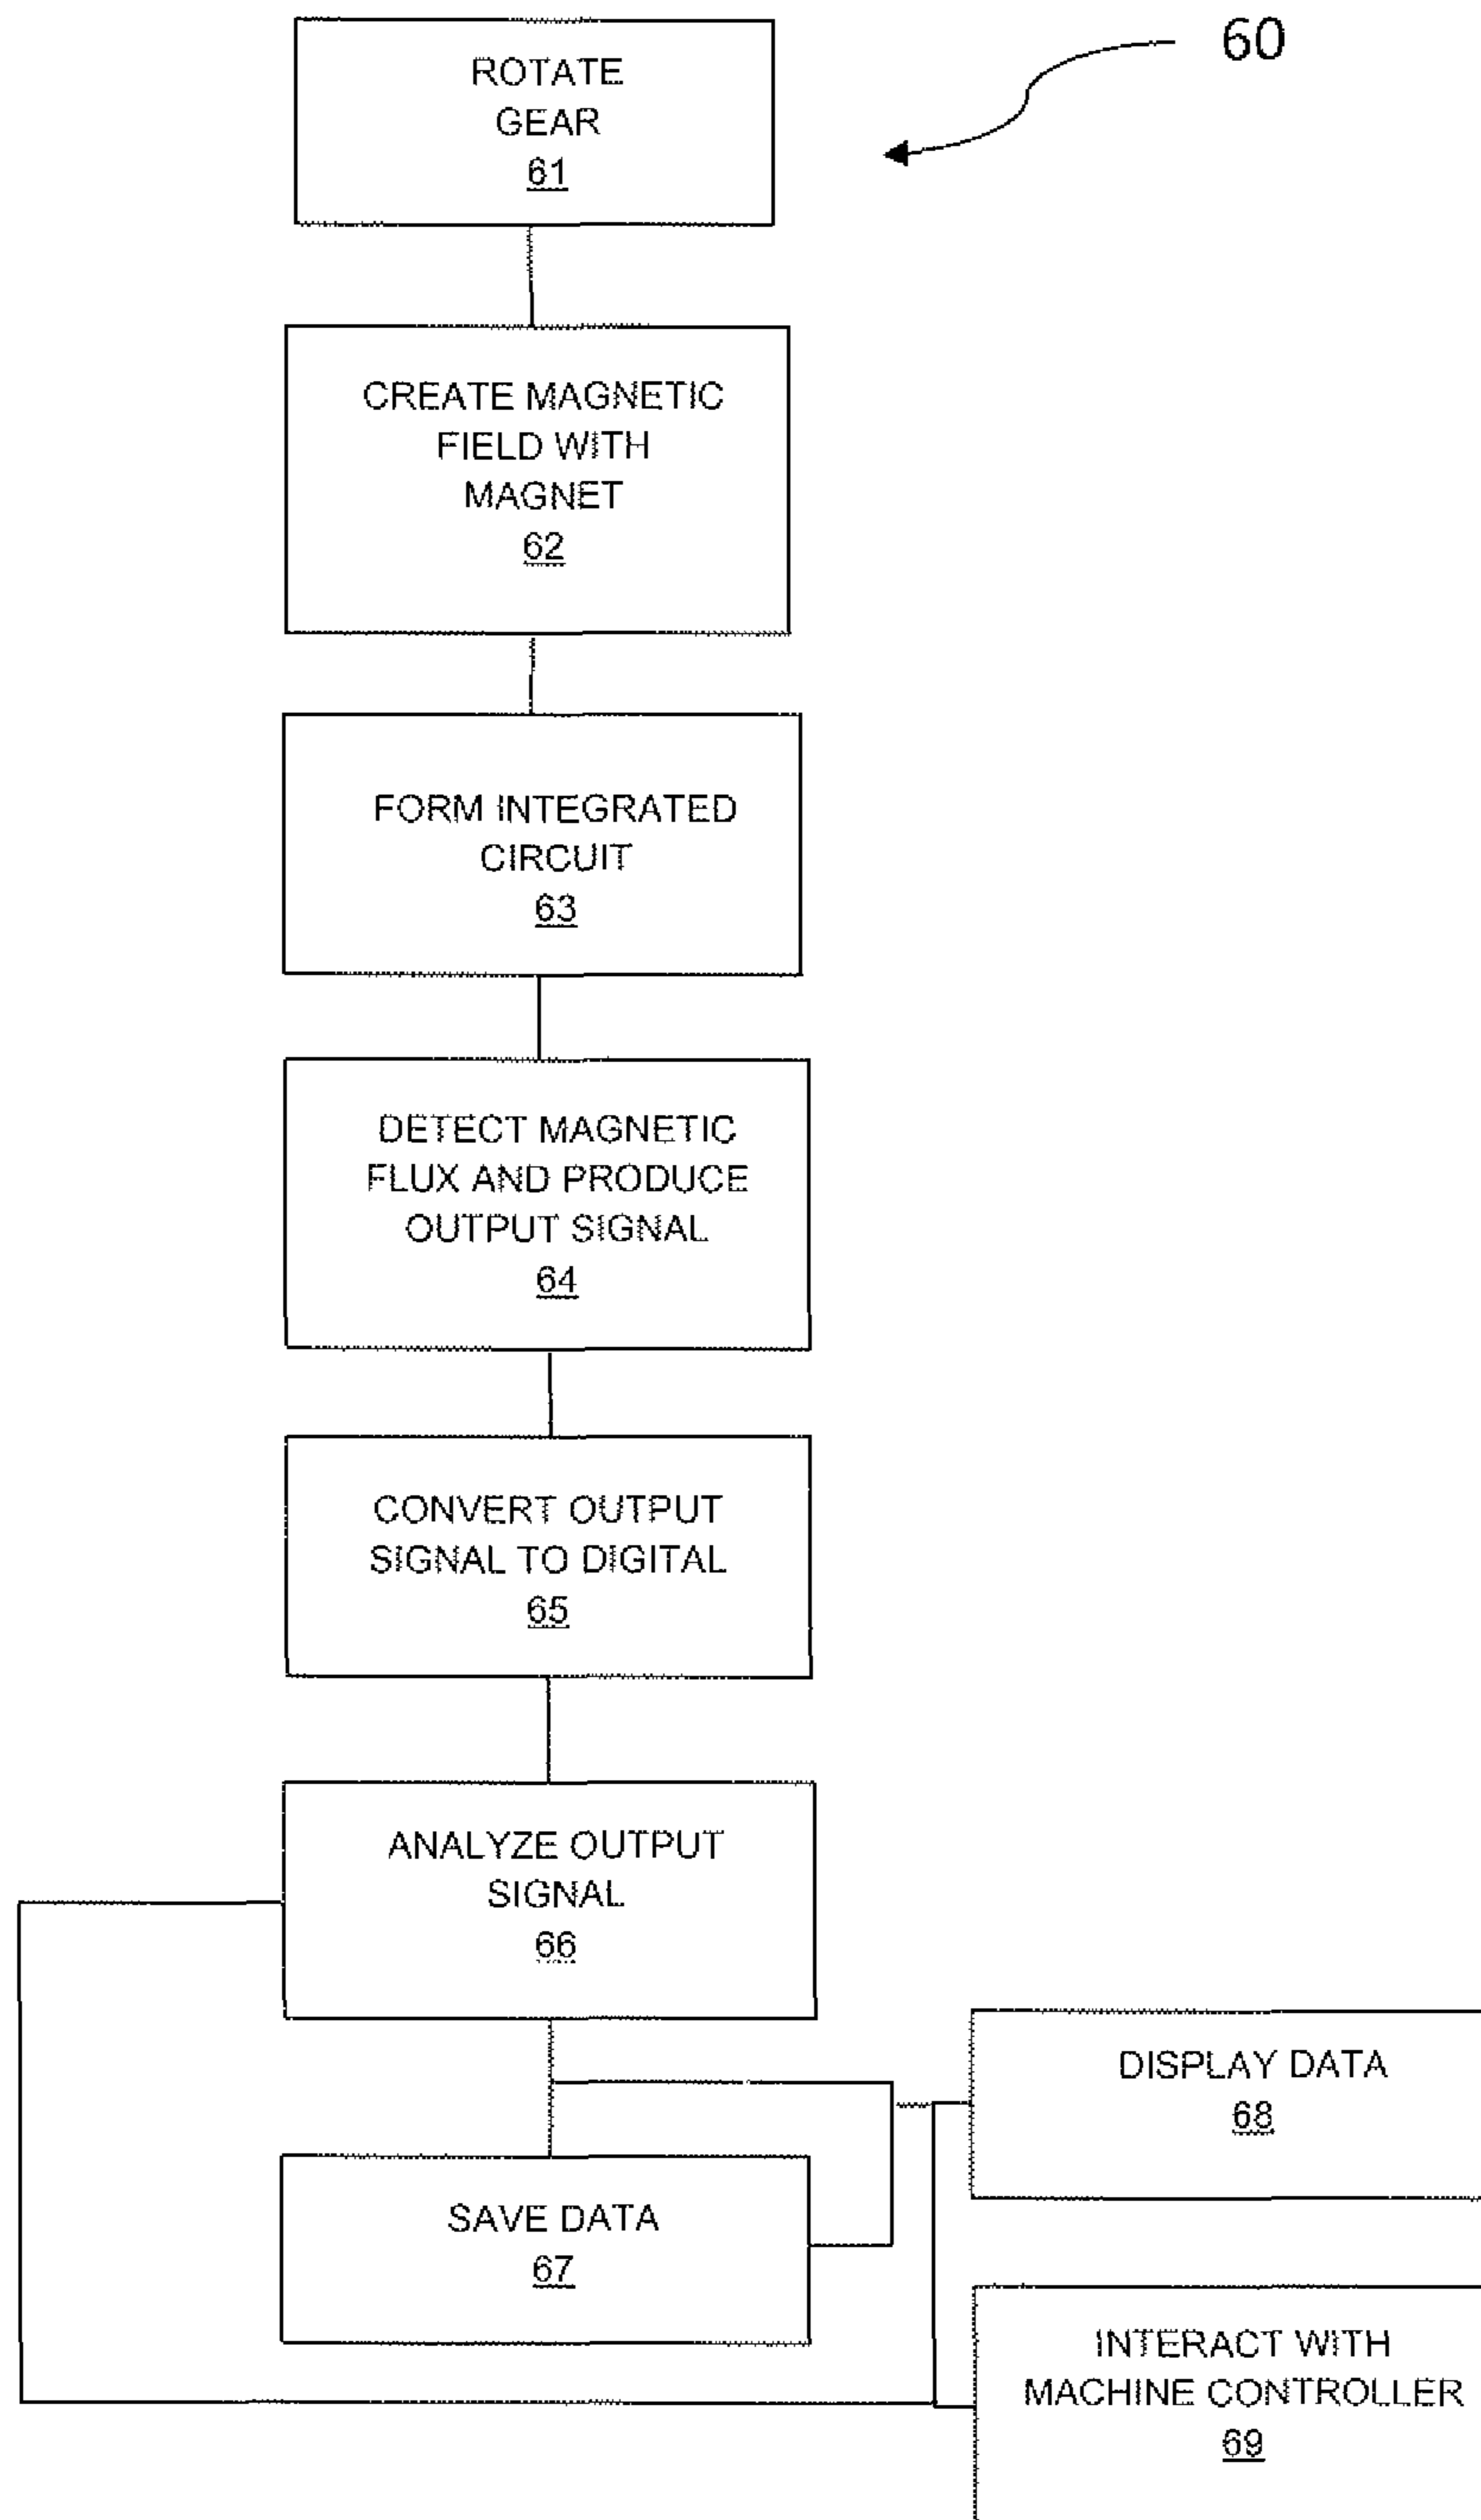 60
ROTATE
GEAR
61
CREATE MAGNETIC
FIELD WITH
MAGNET
62
FORM INTEGRATED
CIRCUIT
63
DETECT MAGNETIC
FLUX AND PRODUCE
OUTPUT SIGNAL
64
CONVERT OUTPUT
SIGNAL TO DIGITAL
65
ANALYZE OUTPUT
SIGNAL
66
DISPLAY DATA
68
SAVE DATA
67
INTERACT WITH
MACHINE CONTROLLER
69